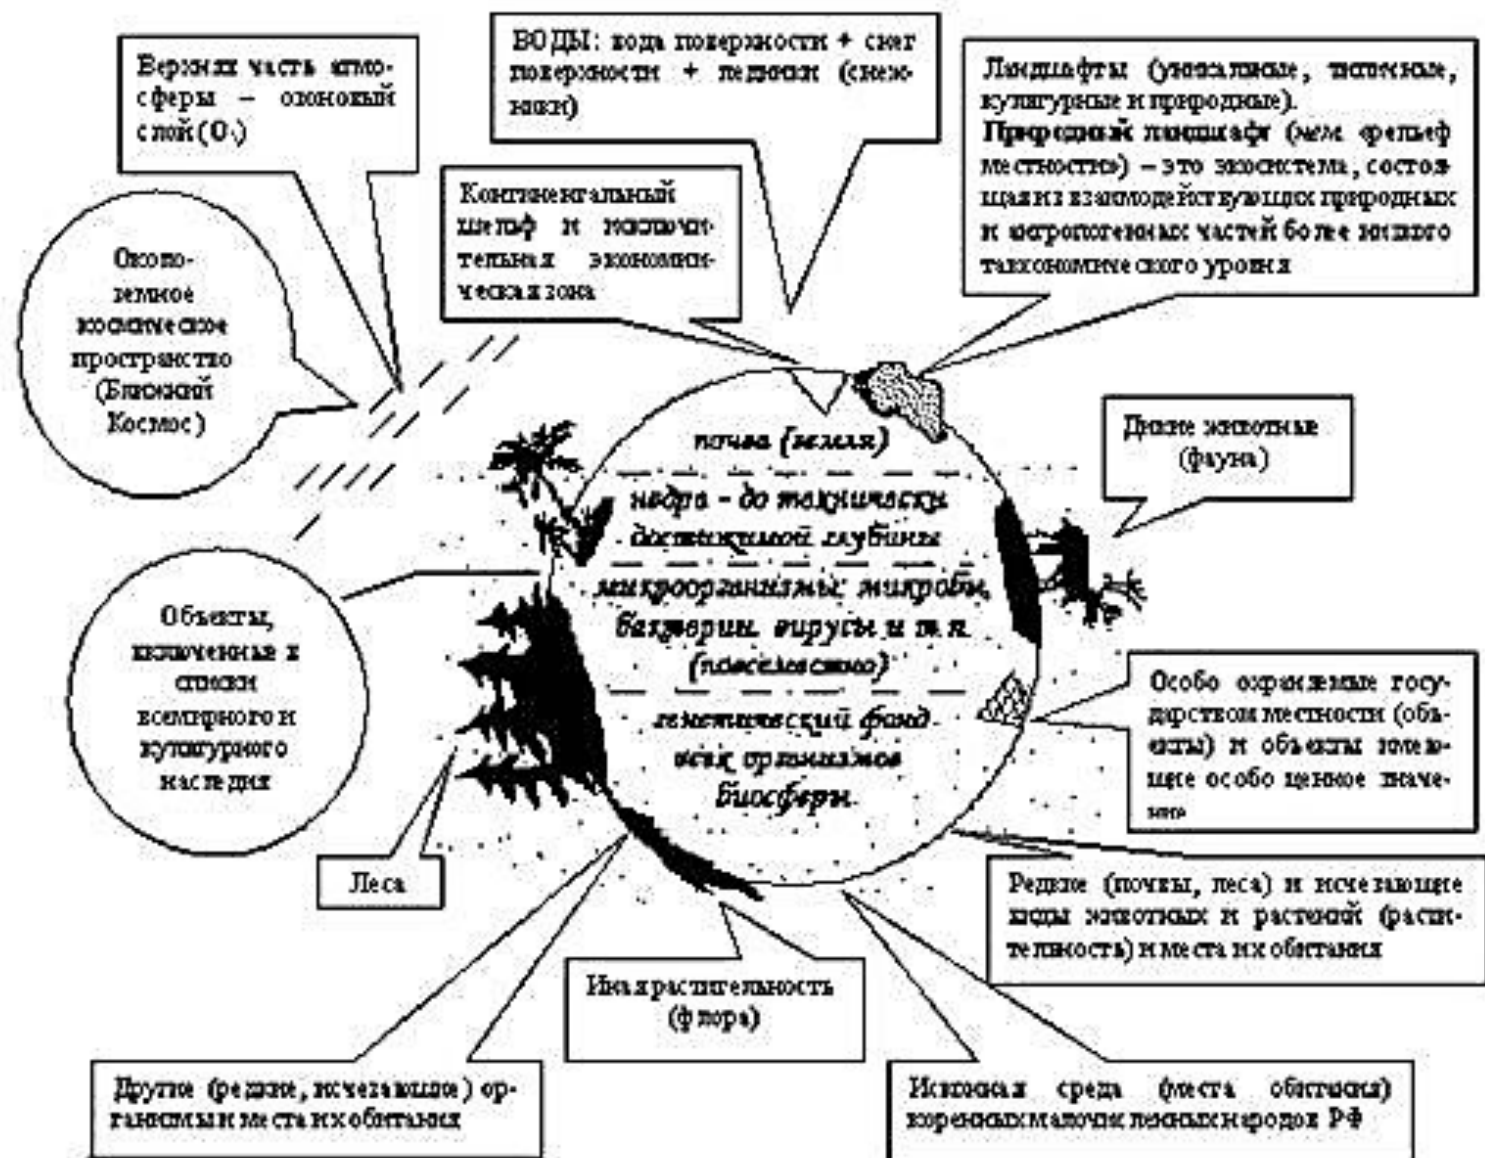 Верхняя часть атмо-
сферы – озоновый
слой (О₃)
ВОДЫ: вода поверхности + снег
поверхности + ледники (снеж-
ники)
Ландшафты (уникальные, типичные,
культурные и природные).
Природный ландшафт (нем. «рельеф
местности») – это экосистема, состоя-
щая из взаимодействующих природных
и антропогенных частей более низкого
таксономического уровня
Континентальный
шельф и исключи-
тельная экономи-
ческая зона
Около-
земное
космическое
пространство
(Ближний
Космос)
Дикие животные
(фауна)
почва (земля)
недра - до технически
достижимой глубины
микроорганизмы: микробы,
бактерии, вирусы и т.п.
(повсеместно)
генетический фонд
всех организмов
биосферы
Объекты,
включенные в
списки
всемирного и
культурного
наследия
Особо охраняемые госу-
дарством местности (объ-
екты) и объекты имею-
щие особо ценное значе-
ние
Леса
Редкие (почвы, леса) и исчезающие
виды животных и растений (расти-
тельность) и места их обитания
Иная растительность
(флора)
Другие (редкие, исчезающие) ор-
ганизмы и места их обитания
Исконная среда (места обитания)
коренных малочисленных народов РФ